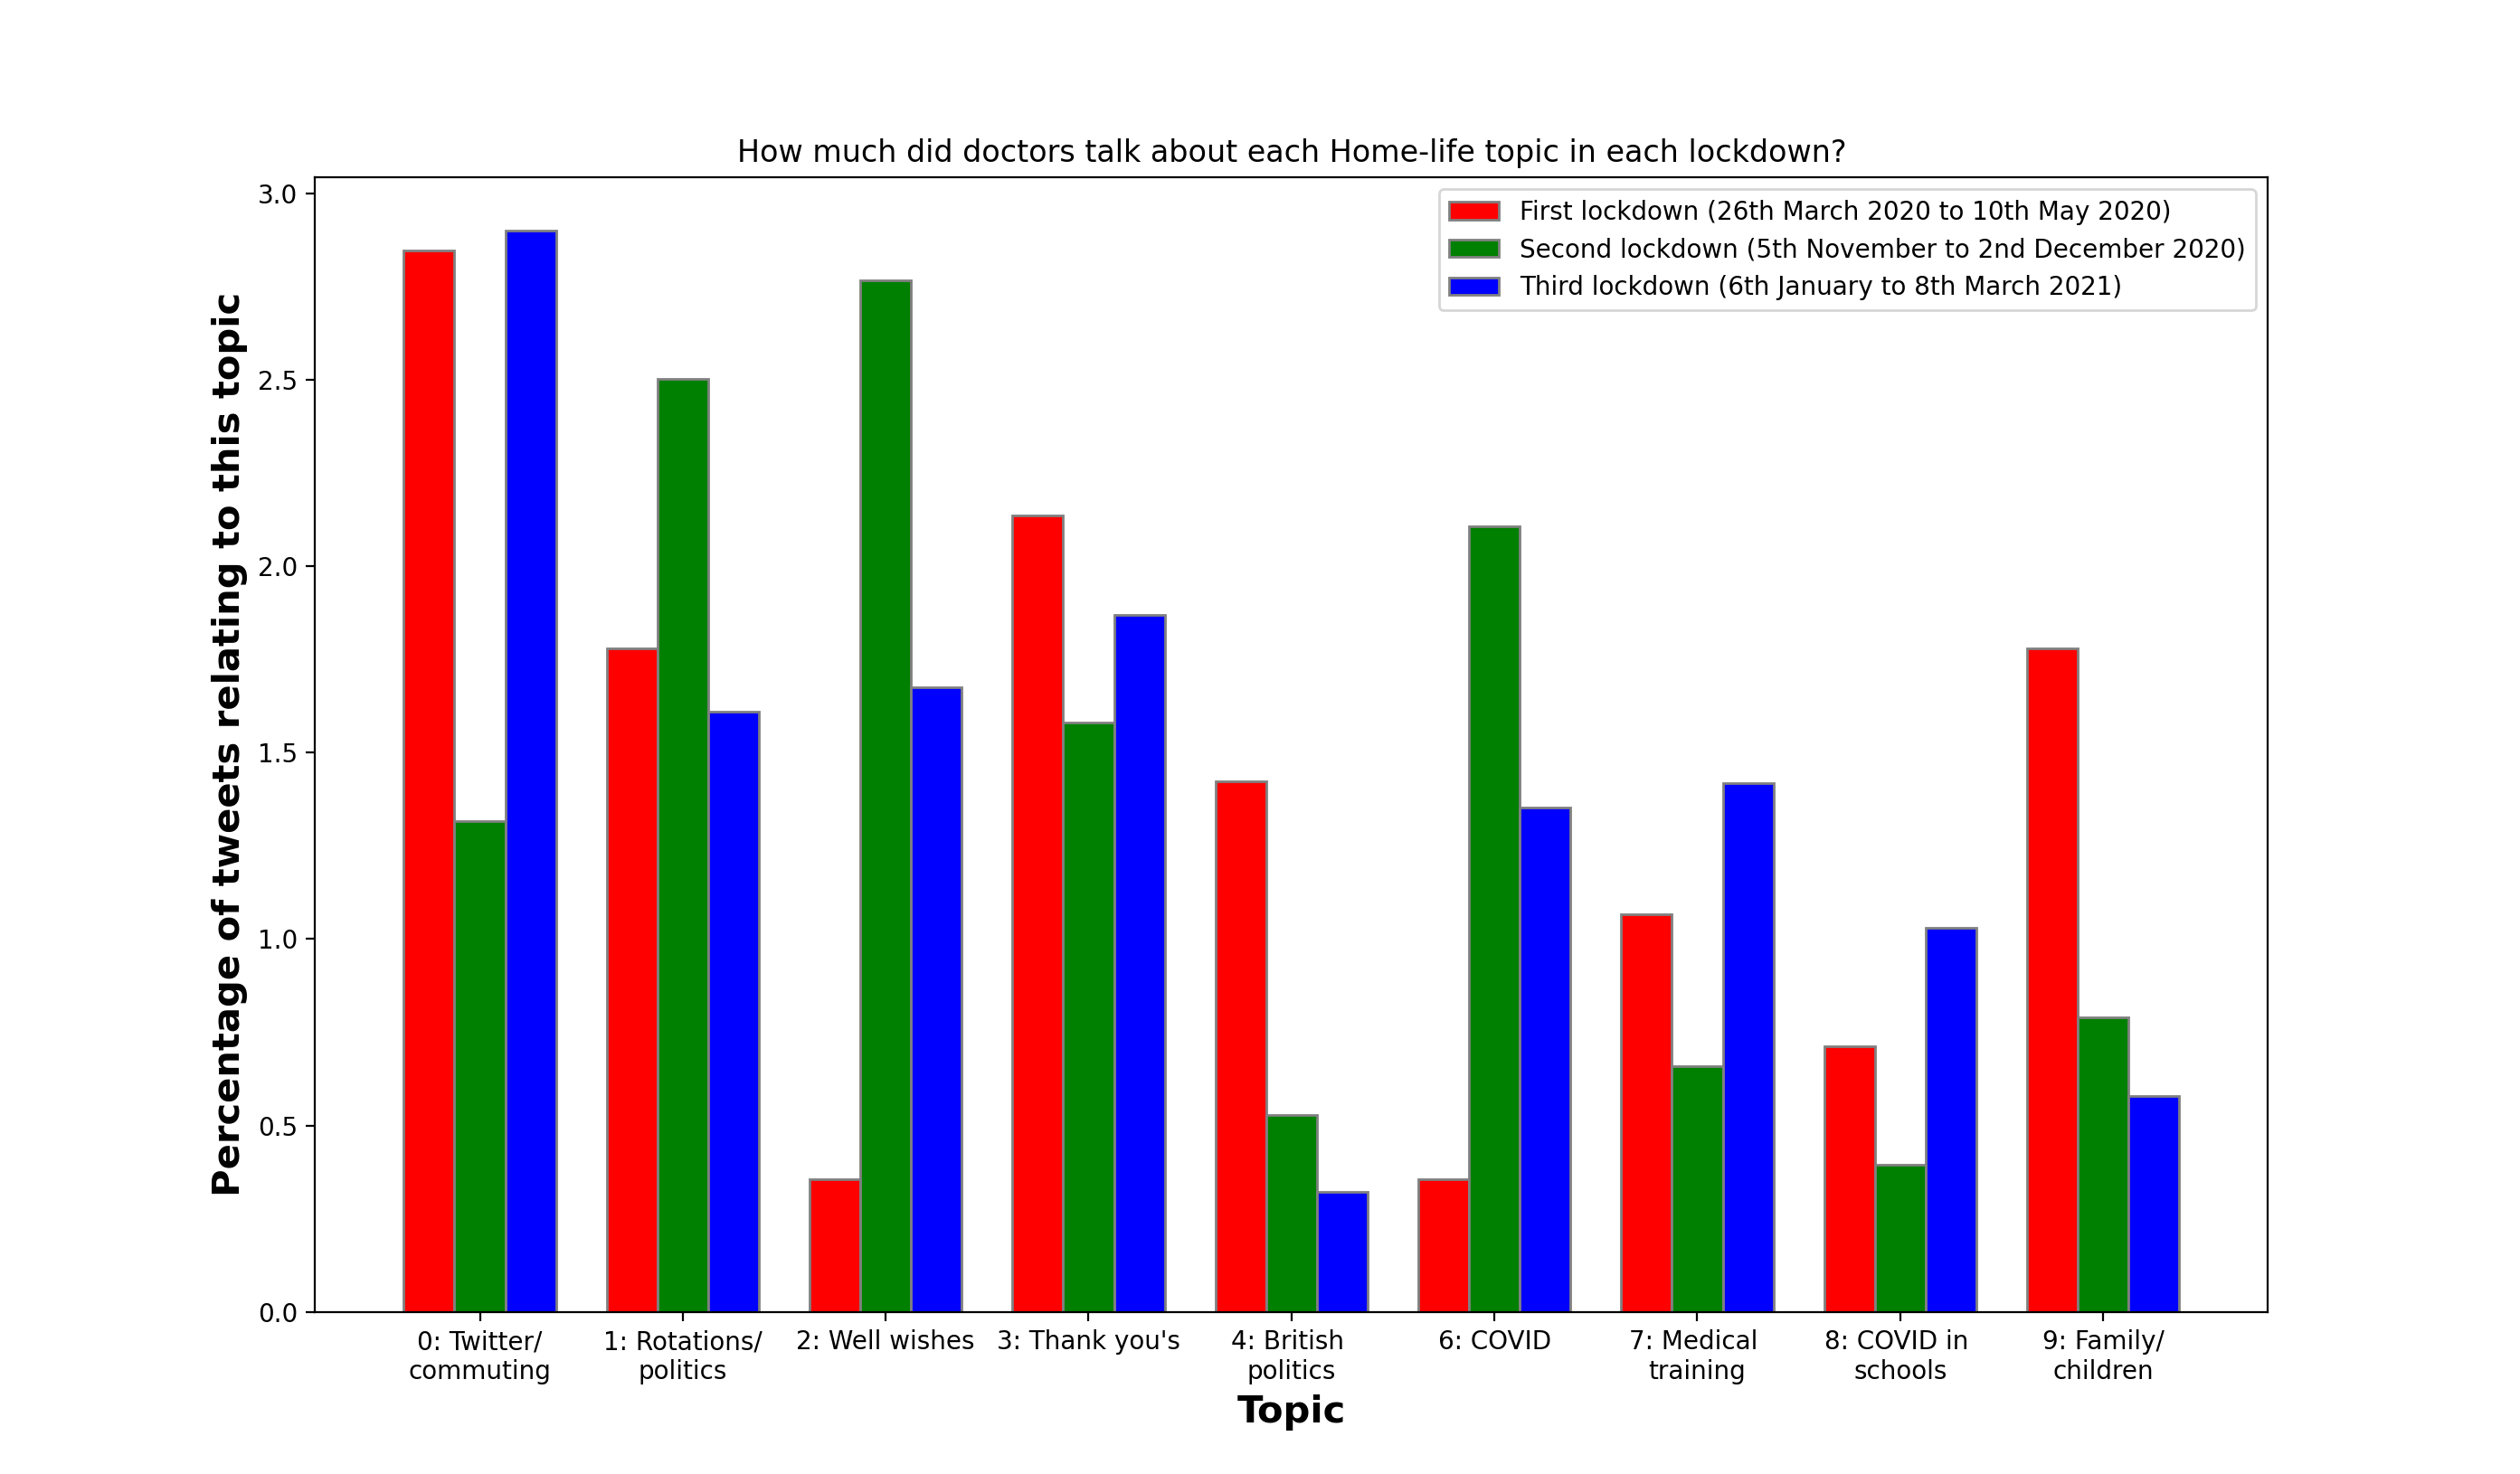 How much did doctors talk about each Home-life topic in each lockdown?
First lockdown (26th March 2020 to 10th May 2020)
Second lockdown (5th November to 2nd December 2020)
Third lockdown (6th January to 8th March 2021)
Percentage of tweets relating to this topic
3.0
2.5
2.0
1.5
1.0
0.5
0.0
0: Twitter/
commuting
1: Rotations/
politics
2: Well wishes
3: Thank you's
4: British
politics
6: COVID
7: Medical
training
8: COVID in
schools
9: Family/
children
Topic